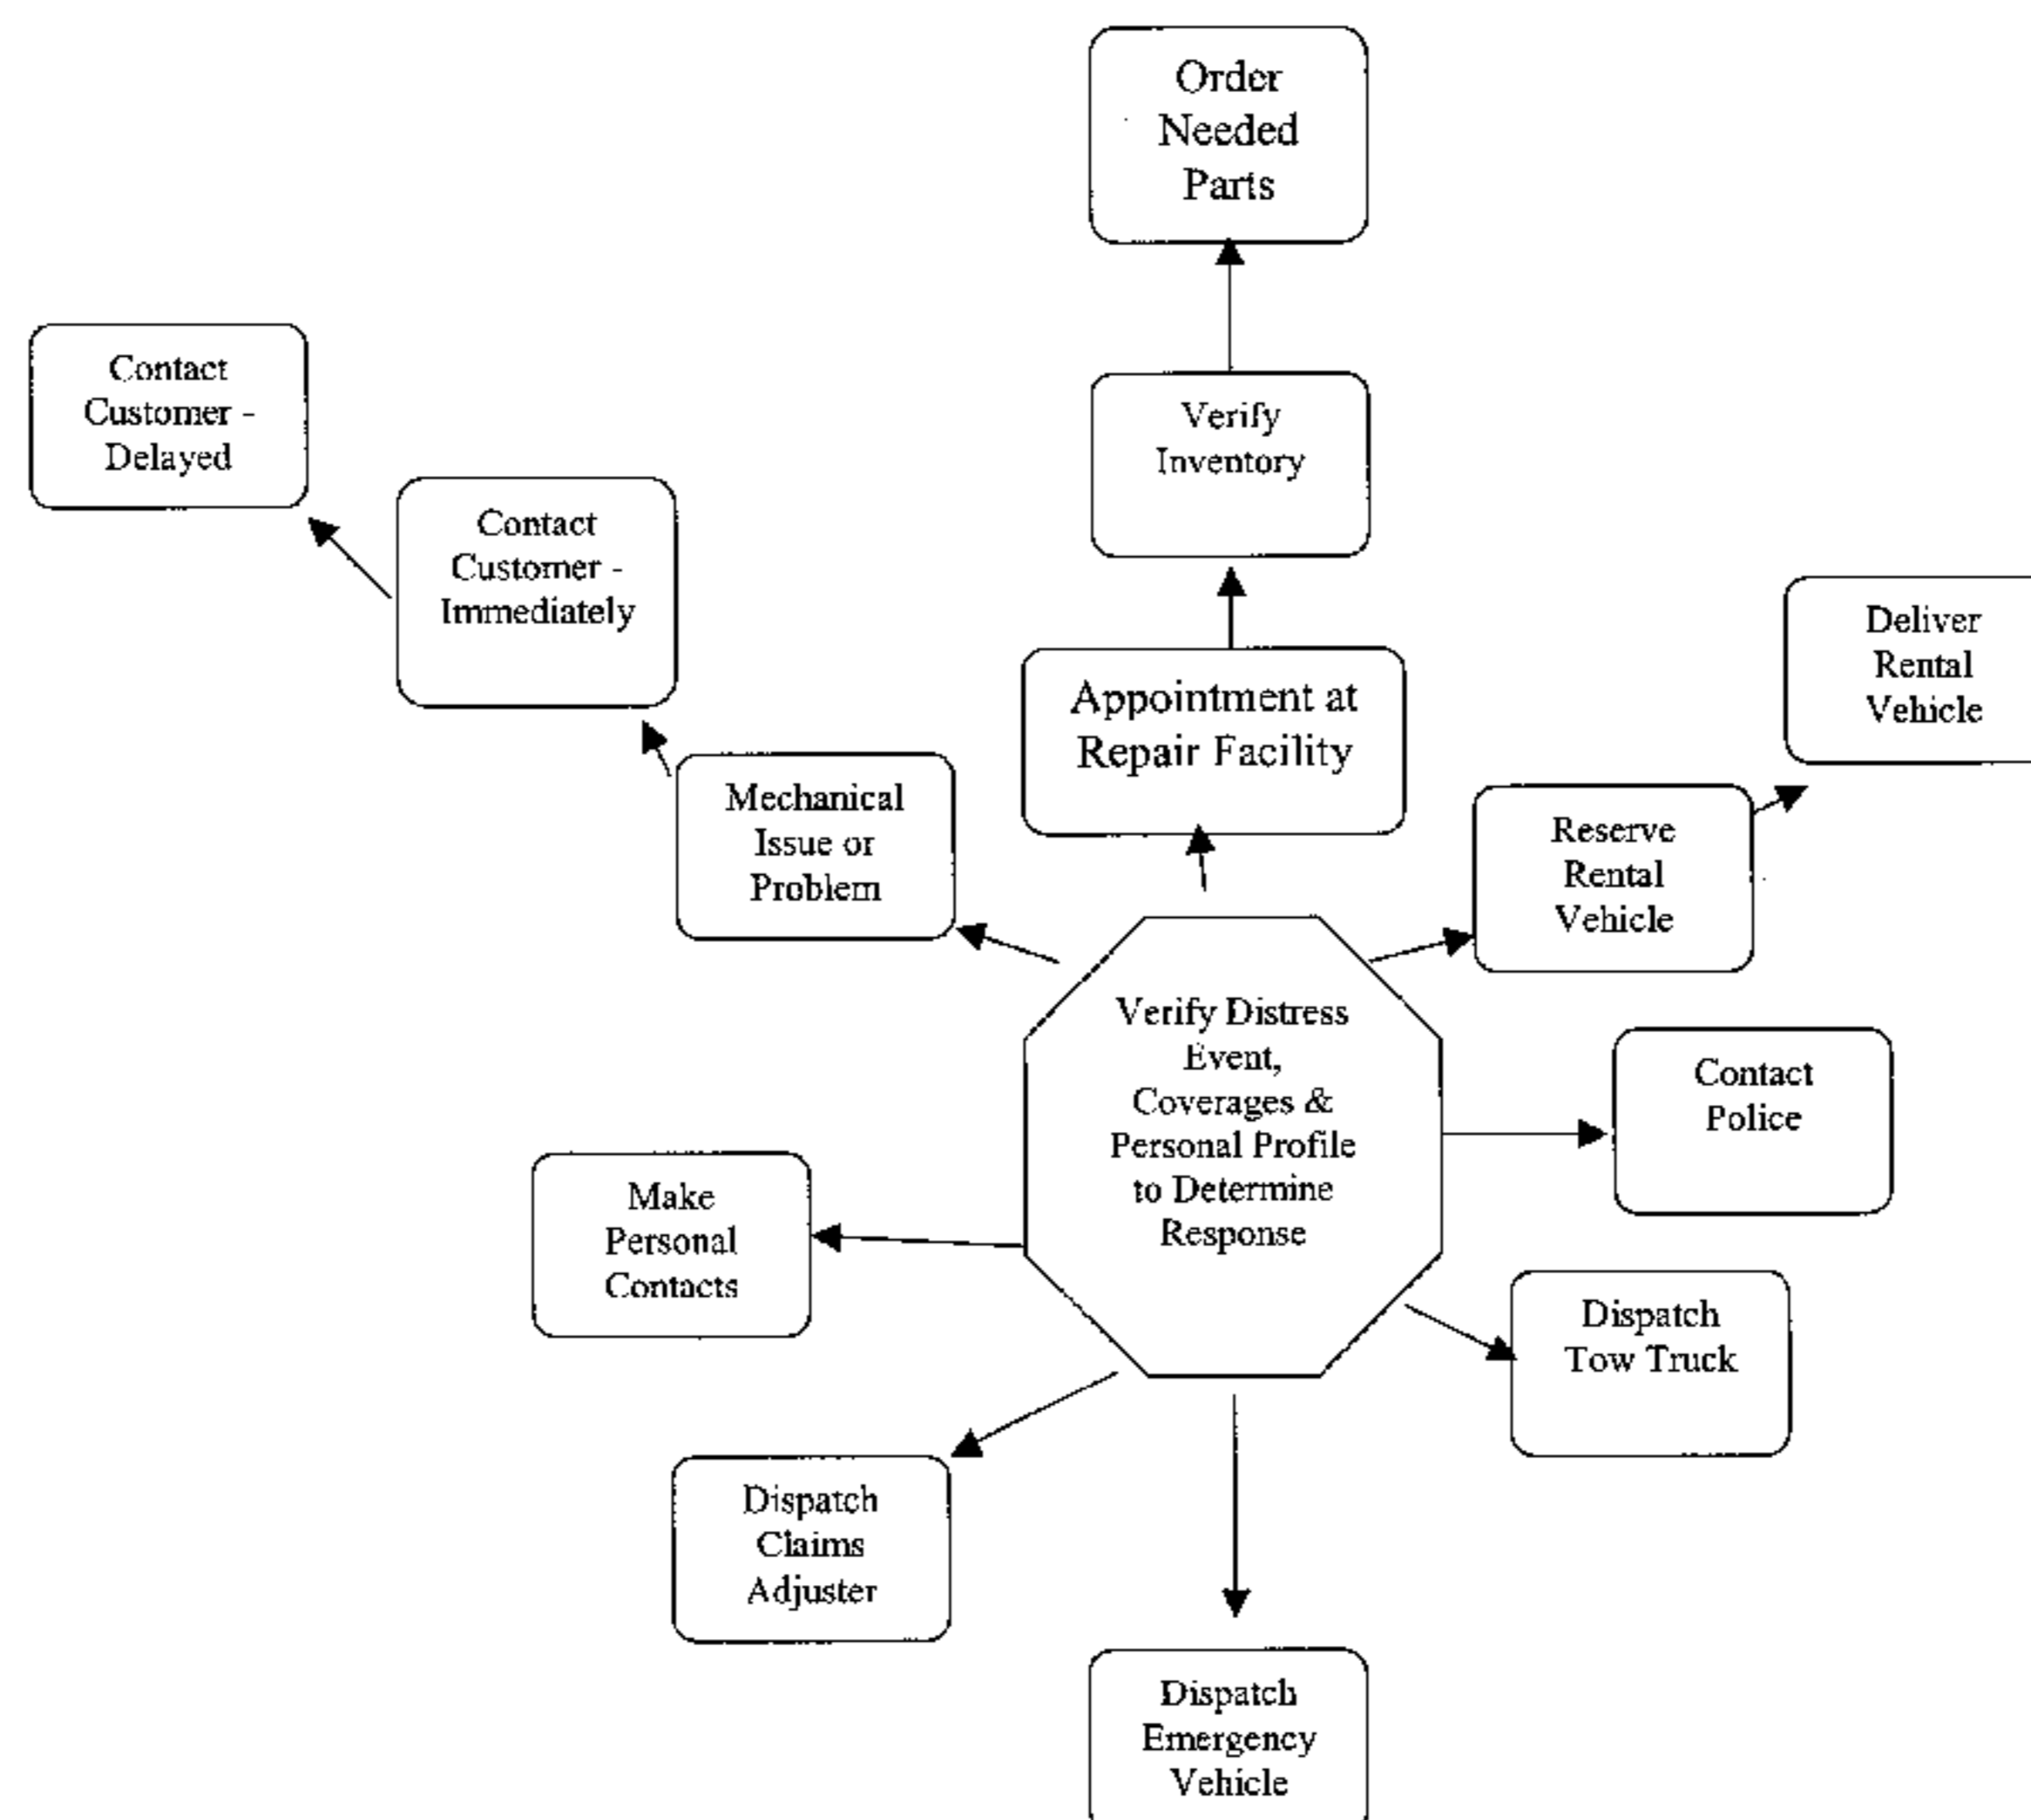 Order
Needed
Parts
Contact
Customer -
Delayed
Verify
Inventory
Contact
Customer -
Immediately
Deliver
Rental
Vehicle
Appointment at
Repair Facility
Mechanical
Issue or
Problem
Reserve
Rental
Vehicle
Verify Distress
Event,
Coverages &
Personal Profile
to Determine
Response
Contact
Police
Make
Personal
Contacts
Dispatch
Tow Truck
Dispatch
Claims
Adjuster
Dispatch
Emergency
Vehicle